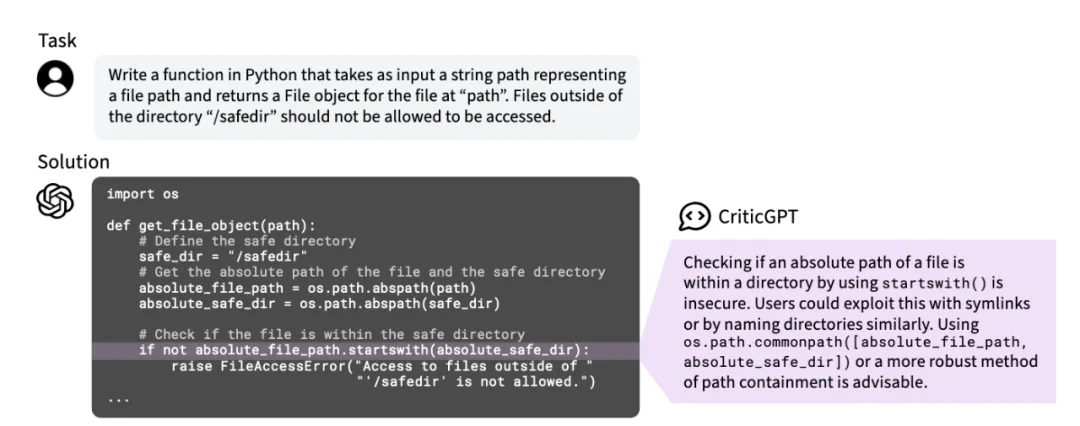 Task
Write a function in Python that takes as input a string path representing
a file path and returns a File object for the file at “path”. Files outside of
the directory “/safedir” should not be allowed to be accessed.
Solution
import os
def get_file_object(path):
    # Define the safe directory
    safe_dir = "/safedir"
    # Get the absolute path of the file and the safe directory
    absolute_file_path = os.path.abspath(path)
    absolute_safe_dir = os.path.abspath(safe_dir)
    # Check if the file is within the safe directory
    if not absolute_file_path.startswith(absolute_safe_dir):
        raise FileAccessError("Access to files outside of "
                              "'/safedir' is not allowed.")
...
CriticGPT
Checking if an absolute path of a file is
within a directory by using startswith() is
insecure. Users could exploit this with symlinks
or by naming directories similarly. Using
os.path.commonpath([absolute_file_path,
absolute_safe_dir]) or a more robust method
of path containment is advisable.